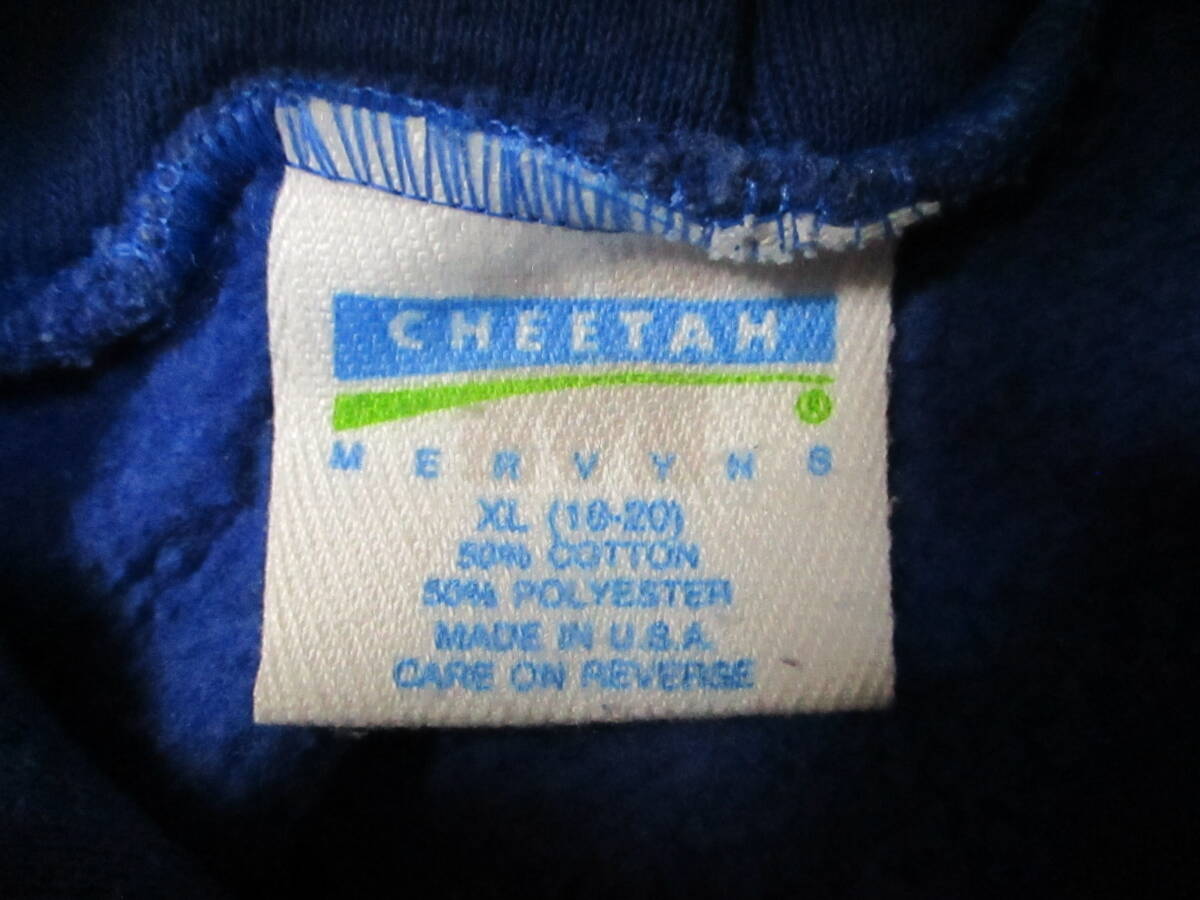 CHEETAH
®
MERVYNS
XL (18-20)
50% COTTON
50% POLYESTER
MADE IN U.S.A.
CARE ON REVERSE